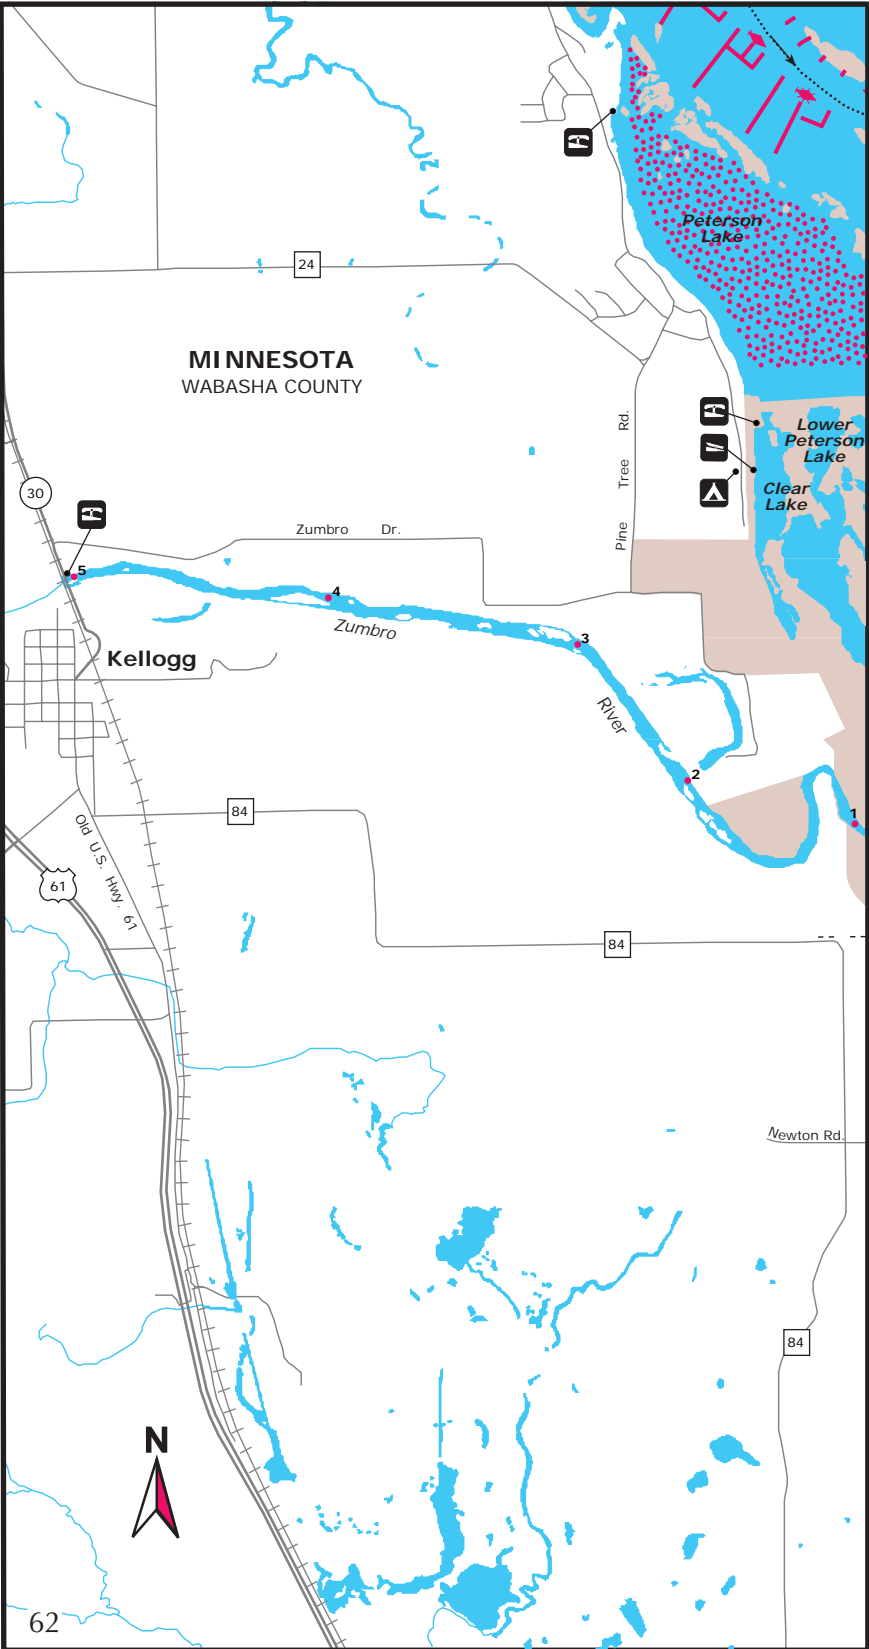 Peterson
Lake
24
MINNESOTA
WABASHA COUNTY
Pine Tree Rd.
Lower
Peterson
Lake
Clear
Lake
30
Zumbro Dr.
5
4
Zumbro
3
Kellogg
River
2
1
84
Old U.S. Hwy. 61
61
84
Newton Rd.
84
N
62